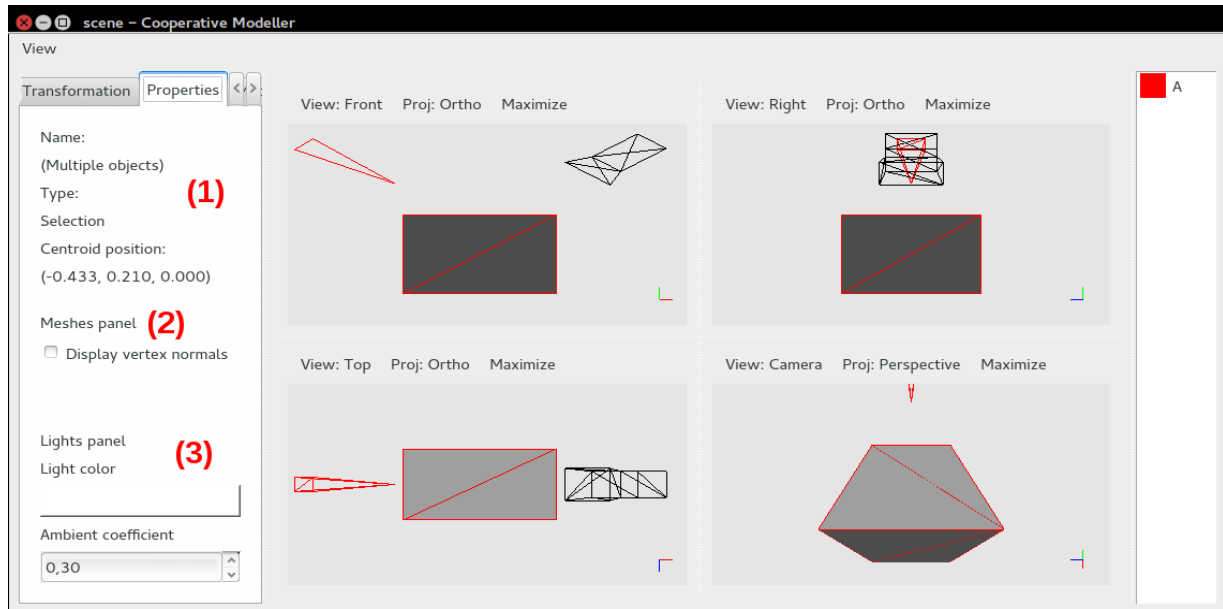 scene – Cooperative Modeller
View
Transformation
Properties
Name:
(Multiple objects)
(1)
Type:
Selection
Centroid position:
(-0.433, 0.210, 0.000)
Meshes panel
(2)
Display vertex normals
Lights panel
(3)
Light color
Ambient coefficient
0,30
View: Front Proj: Ortho Maximize
View: Right Proj: Ortho Maximize
View: Top Proj: Ortho Maximize
View: Camera Proj: Perspective Maximize
A